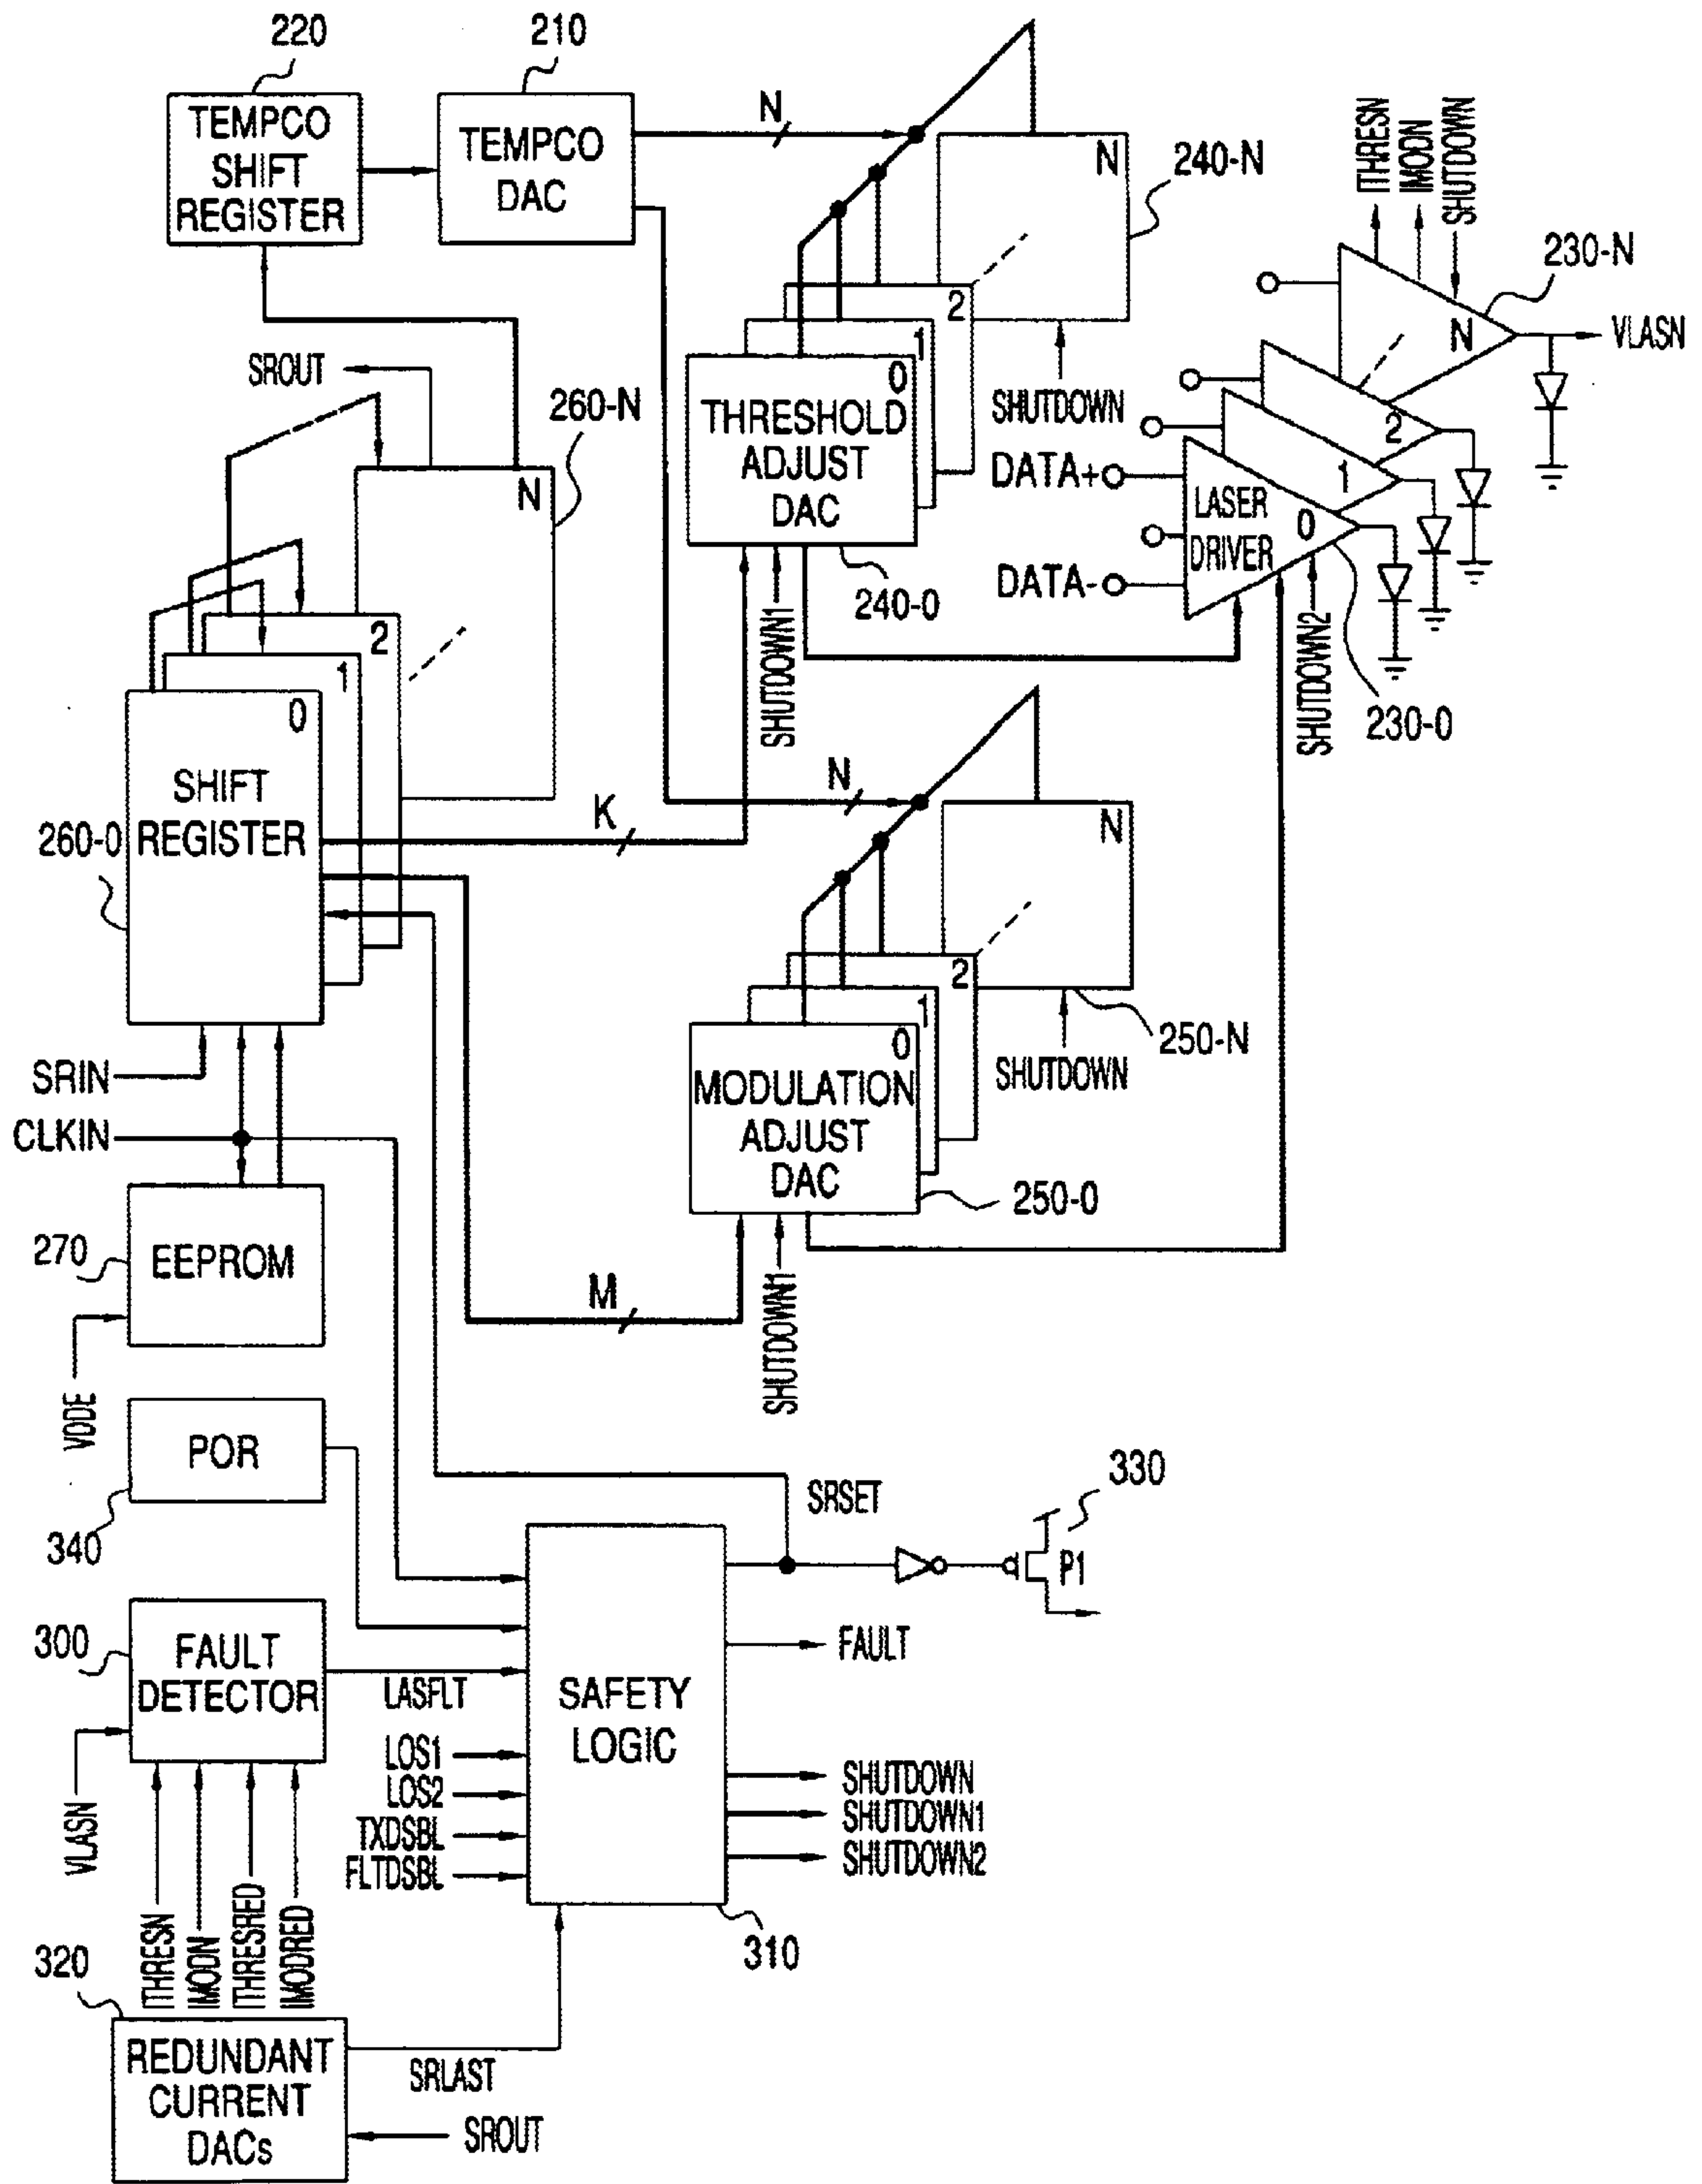 220
210
TEMPCO
SHIFT
REGISTER
TEMPCO
DAC
N
N
240-N
ITHRESN
IMODN
SHUTDOWN
230-N
N
VLASN
2
1
0
THRESHOLD
ADJUST
DAC
SHUTDOWN
2
1
0
LASER
DRIVER
DATA+
DATA-
240-0
SHUTDOWN1
SHUTDOWN2
230-0
SROUT
260-N
N
2
1
0
SHIFT
REGISTER
260-0
K
N
N
2
1
0
MODULATION
ADJUST
DAC
250-N
SHUTDOWN
250-0
SHUTDOWN1
SRIN
CLKIN
270
EEPROM
VDDE
M
POR
340
SRSET
330
P1
300
FAULT
DETECTOR
LASFLT
SAFETY
LOGIC
FAULT
LOS1
LOS2
TXDSBL
FLTDSBL
SHUTDOWN
SHUTDOWN1
SHUTDOWN2
VLASN
ITHRESN
IMODN
ITHRESRED
IMODRED
310
320
REDUNDANT
CURRENT
DACs
SRLAST
SROUT